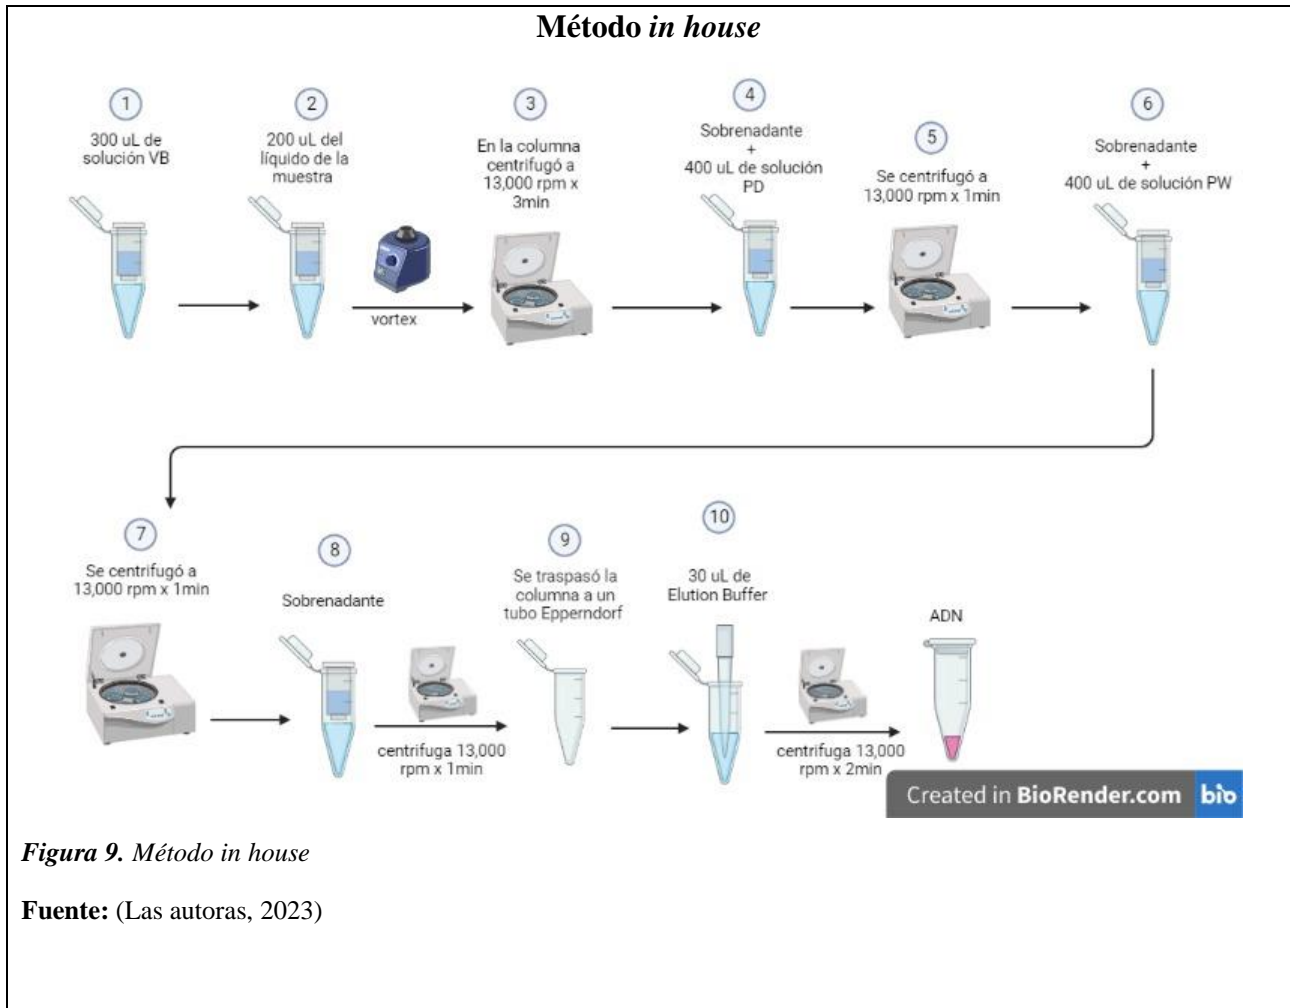 Método in house
1
300 uL de
solución VB
2
200 uL del
líquido de la
muestra
vortex
3
En la columna
centrifugó a
13,000 rpm x
3min
4
Sobrenadante
+
400 uL de solución
PD
5
Se centrifugó a
13,000 rpm x 1min
6
Sobrenadante
+
400 uL de solución PW
7
Se centrifugó a
13,000 rpm x 1min
8
Sobrenadante
centrifuga 13,000
rpm x 1min
9
Se traspasó la
columna a un
tubo Epperndorf
10
30 uL de
Elution Buffer
centrifuga 13,000
rpm x 2min
ADN
Created in BioRender.com bio
Figura 9. Método in house
Fuente: (Las autoras, 2023)